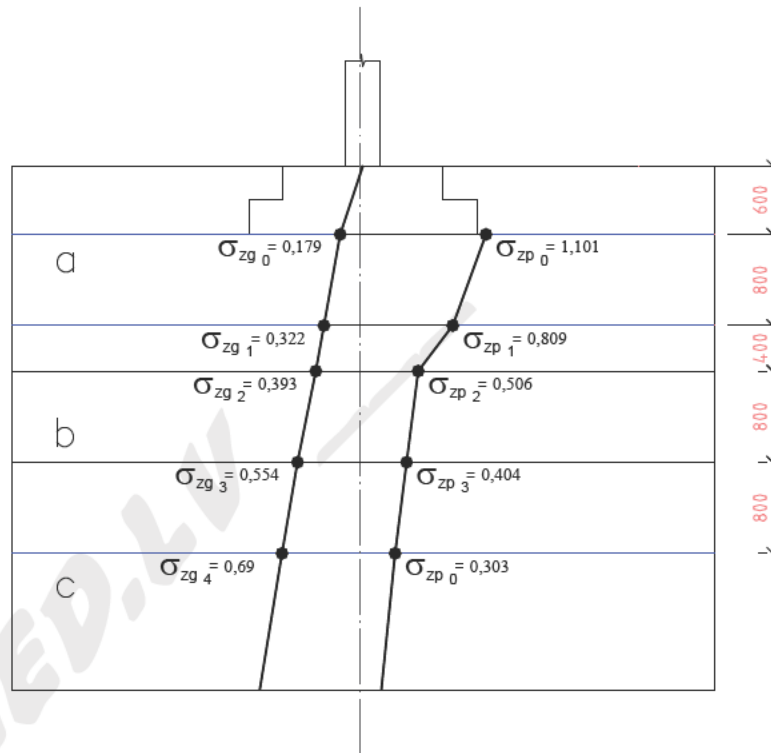 600
a
σzg 0 = 0,179
σzp 0 = 1,101
800
σzg 1 = 0,322
σzp 1 = 0,809
400
σzg 2 = 0,393
σzp 2 = 0,506
b
800
σzg 3 = 0,554
σzp 3 = 0,404
800
σzg 4 = 0,69
σzp 0 = 0,303
c
ED.LV